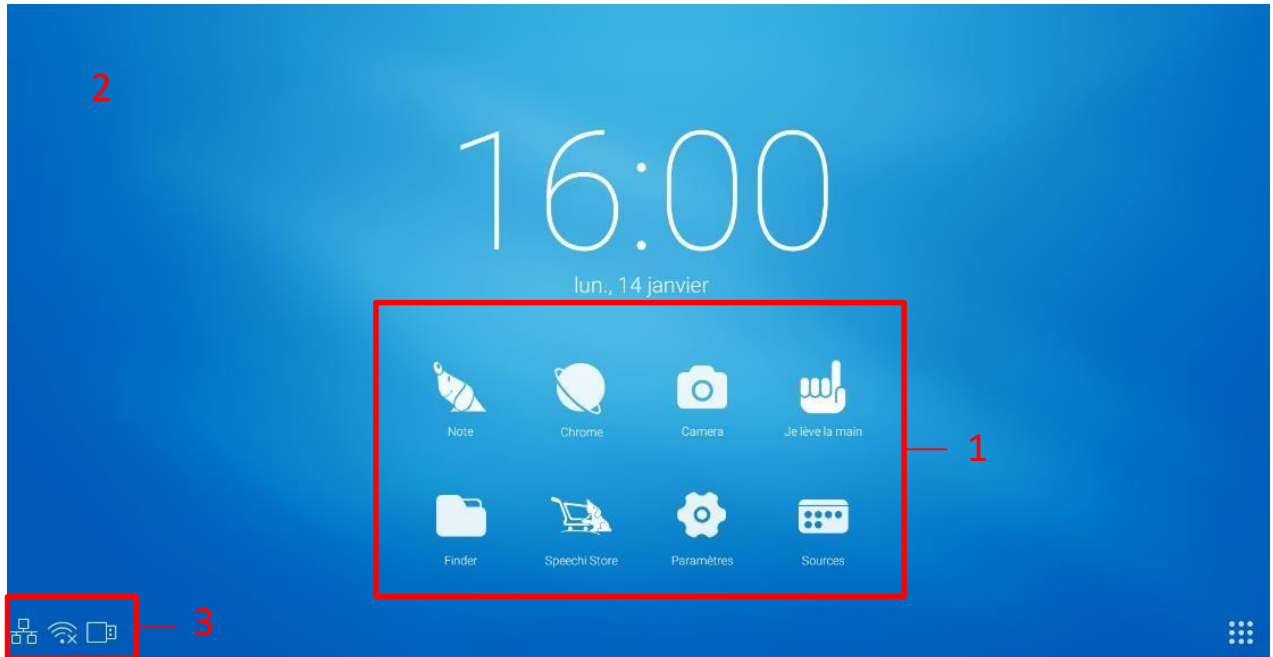 2
16:00
lun., 14 janvier
Note Chrome Camera Je lève la main
1
Finder Speechi Store Paramètres Sources
3